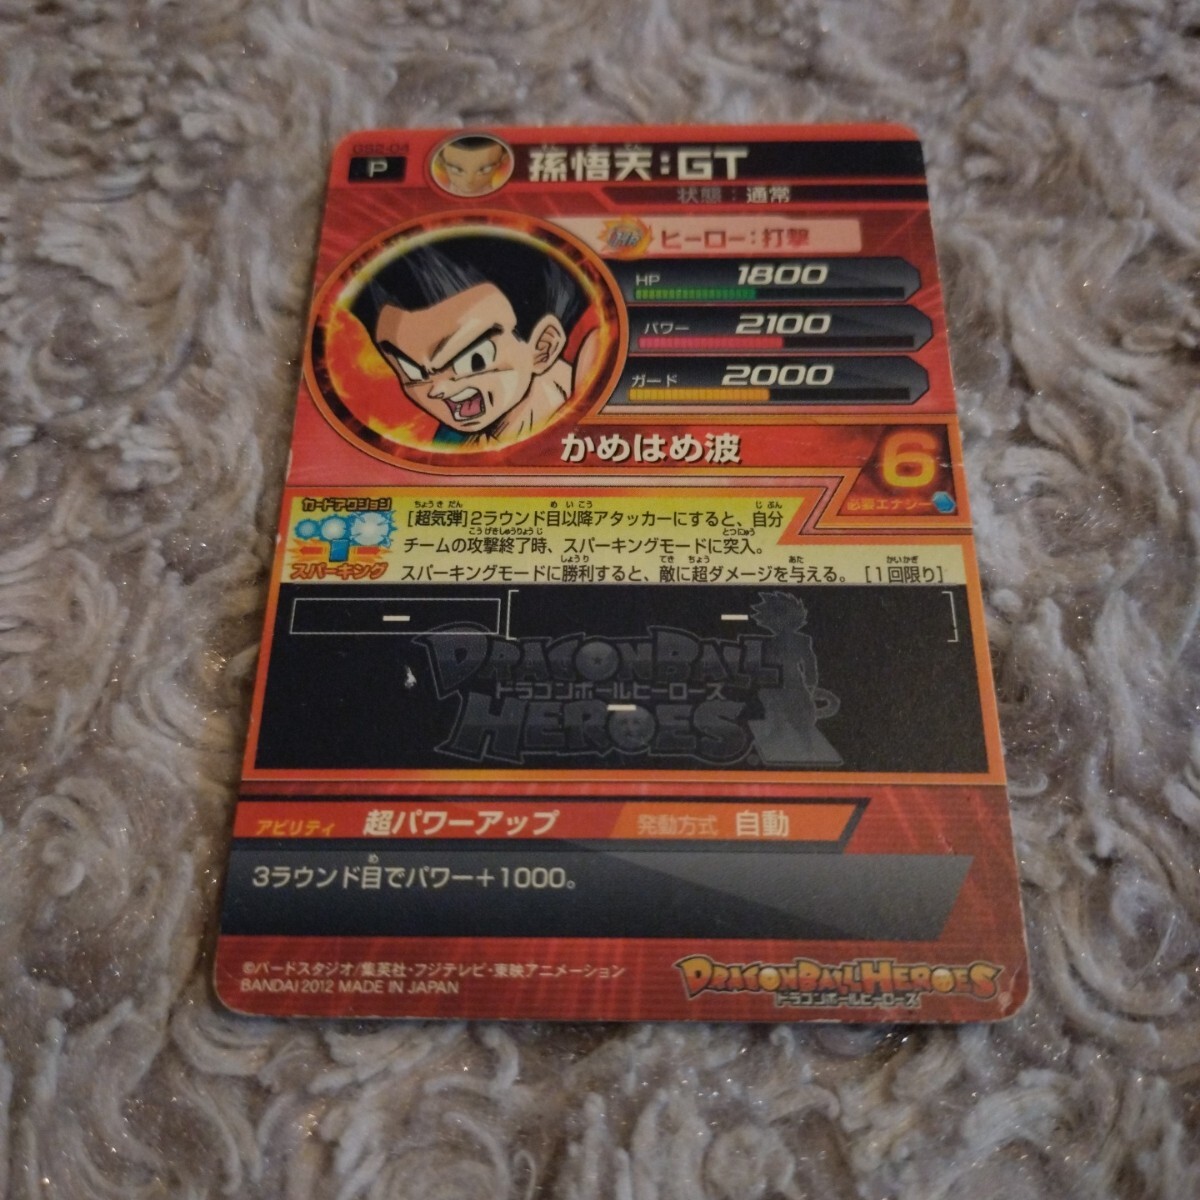 GS2-04
P
孫悟天:GT
状態:通常
ヒーロー:打撃
HP 1800
パワー 2100
ガード 2000
かめはめ波
6
必要エナジー
カードアクション
スパーキング
[超気弾]2ラウンド目以降アタッカーにすると、自分
チームの攻撃終了時、スパーキングモードに突入。
スパーキングモードに勝利すると、敵に超ダメージを与える。 [1回限り]
DRAGONBALL
ドラゴンボールヒーローズ
HEROES
アビリティ 超パワーアップ 発動方式 自動
3ラウンド目でパワー+1000。
©バードスタジオ/集英社・フジテレビ・東映アニメーション
BANDAI 2012 MADE IN JAPAN
DRAGONBALL HEROES
ドラゴンボールヒーローズ